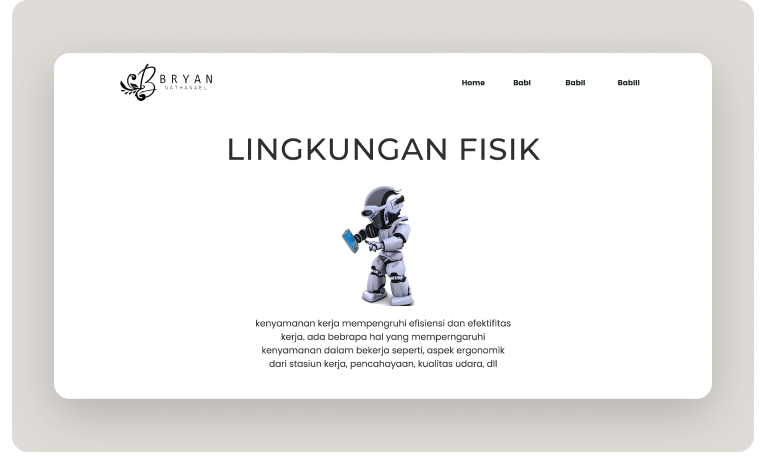 BRYAN
NATHANAEL
Home BabI BabII BabIII
LINGKUNGAN FISIK
kenyamanan kerja mempengruhi efisiensi dan efektifitas
kerja. ada bebrapa hal yang memperngaruhi
kenyamanan dalam bekerja seperti, aspek ergonomik
dari stasiun kerja, pencahayaan, kualitas udara, dll